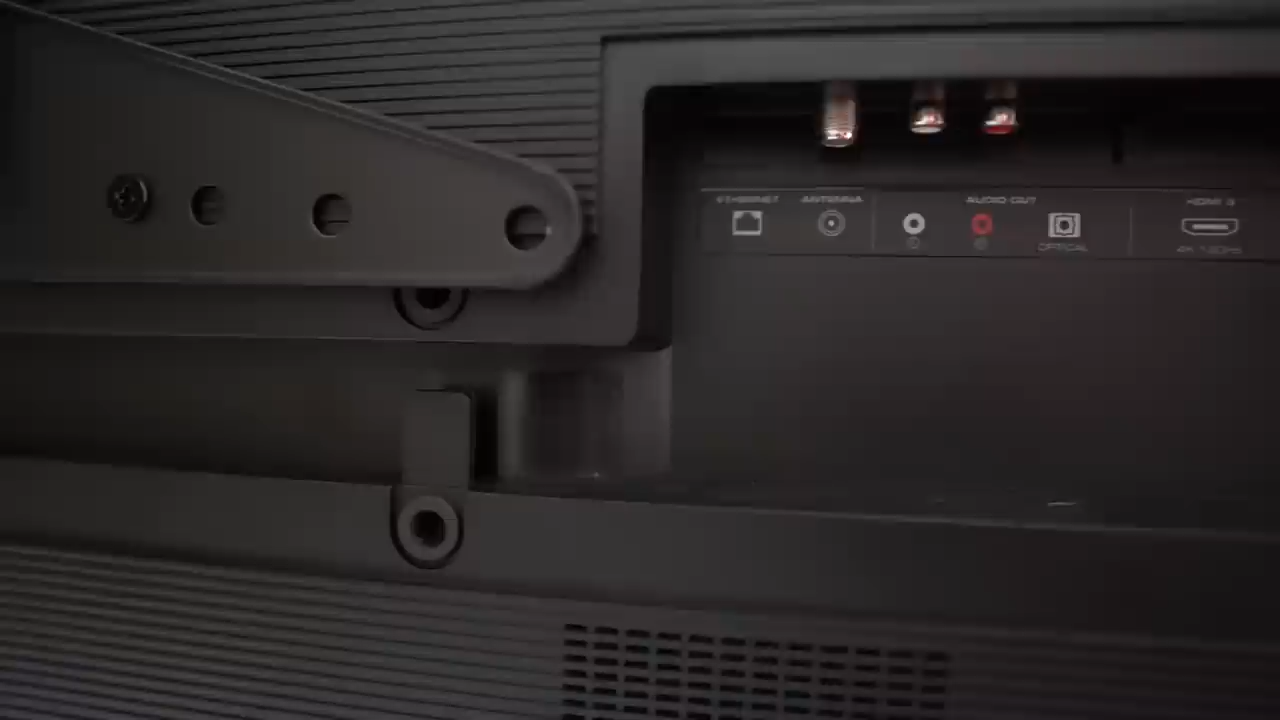 ETHERNET
ANTENNA
AUDIO OUT
OPTICAL
HDMI 3
4K 120Hz